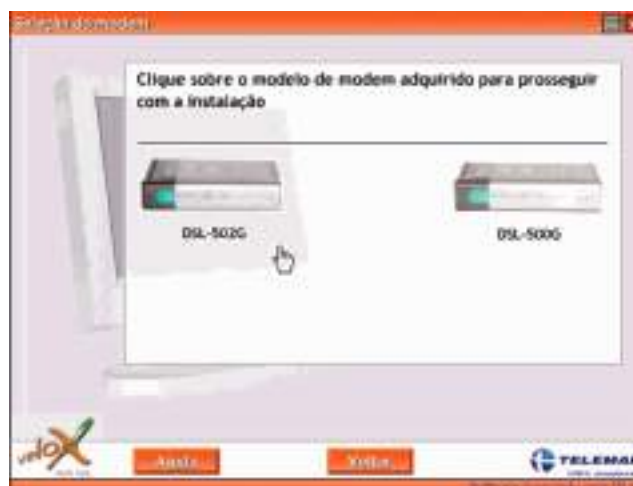 Seleção do modem
Clique sobre o modelo de modem adquirido para prosseguir
com a instalação
DSL-502G
DSL-500G
velox
Ajuda
Voltar
TELEMAR